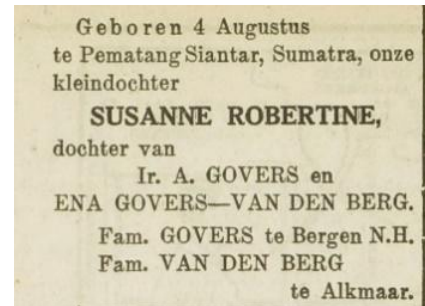 Geboren 4 Augustus
te Pematang Siantar, Sumatra, onze
kleindochter
SUSANNE ROBERTINE,
dochter van
Ir. A. GOVERS en
ENA GOVERS—VAN DEN BERG.
Fam. GOVERS te Bergen N.H.
Fam. VAN DEN BERG
te Alkmaar.